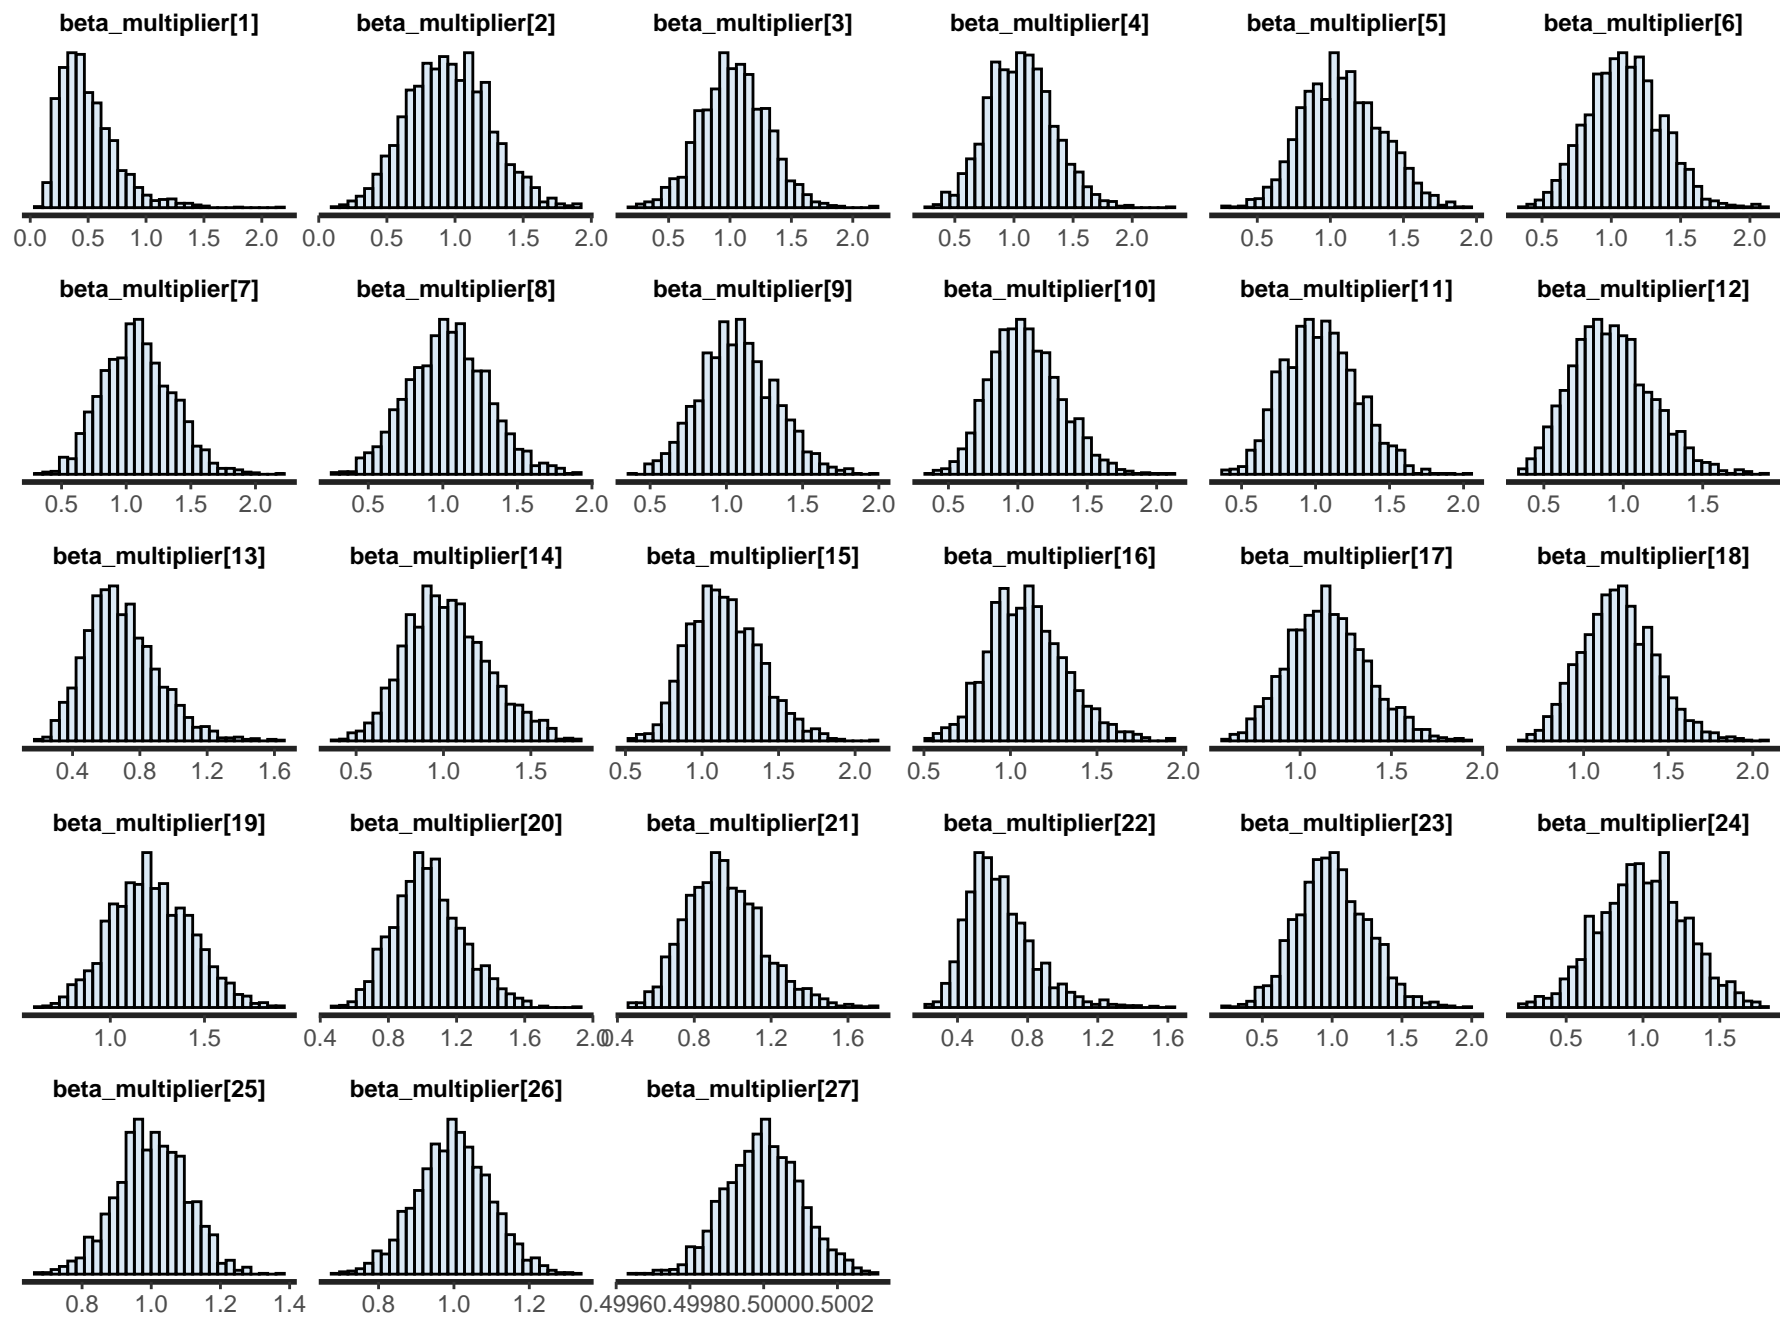 beta_multiplier[1] beta_multiplier[2] beta_multiplier[3] beta_multiplier[4] beta_multiplier[5] beta_multiplier[6]
0.0 0.5 1.0 1.5 2.0 0.0 0.5 1.0 1.5 2.0 0.5 1.0 1.5 2.0 0.5 1.0 1.5 2.0 0.5 1.0 1.5 2.0 0.5 1.0 1.5 2.0
beta_multiplier[7] beta_multiplier[8] beta_multiplier[9] beta_multiplier[10] beta_multiplier[11] beta_multiplier[12]
0.5 1.0 1.5 2.0 0.5 1.0 1.5 2.0 0.5 1.0 1.5 2.0 0.5 1.0 1.5 2.0 0.5 1.0 1.5 2.0 0.5 1.0 1.5
beta_multiplier[13] beta_multiplier[14] beta_multiplier[15] beta_multiplier[16] beta_multiplier[17] beta_multiplier[18]
0.4 0.8 1.2 1.6 0.5 1.0 1.5 0.5 1.0 1.5 2.0 0.5 1.0 1.5 2.0 1.0 1.5 2.0 1.0 1.5 2.0
beta_multiplier[19] beta_multiplier[20] beta_multiplier[21] beta_multiplier[22] beta_multiplier[23] beta_multiplier[24]
1.0 1.5 0.4 0.8 1.2 1.6 2.0 0.4 0.8 1.2 1.6 0.4 0.8 1.2 1.6 0.5 1.0 1.5 2.0 0.5 1.0 1.5
beta_multiplier[25] beta_multiplier[26] beta_multiplier[27]
0.8 1.0 1.2 1.4 0.8 1.0 1.2 0.4996 0.4998 0.5000 0.5002